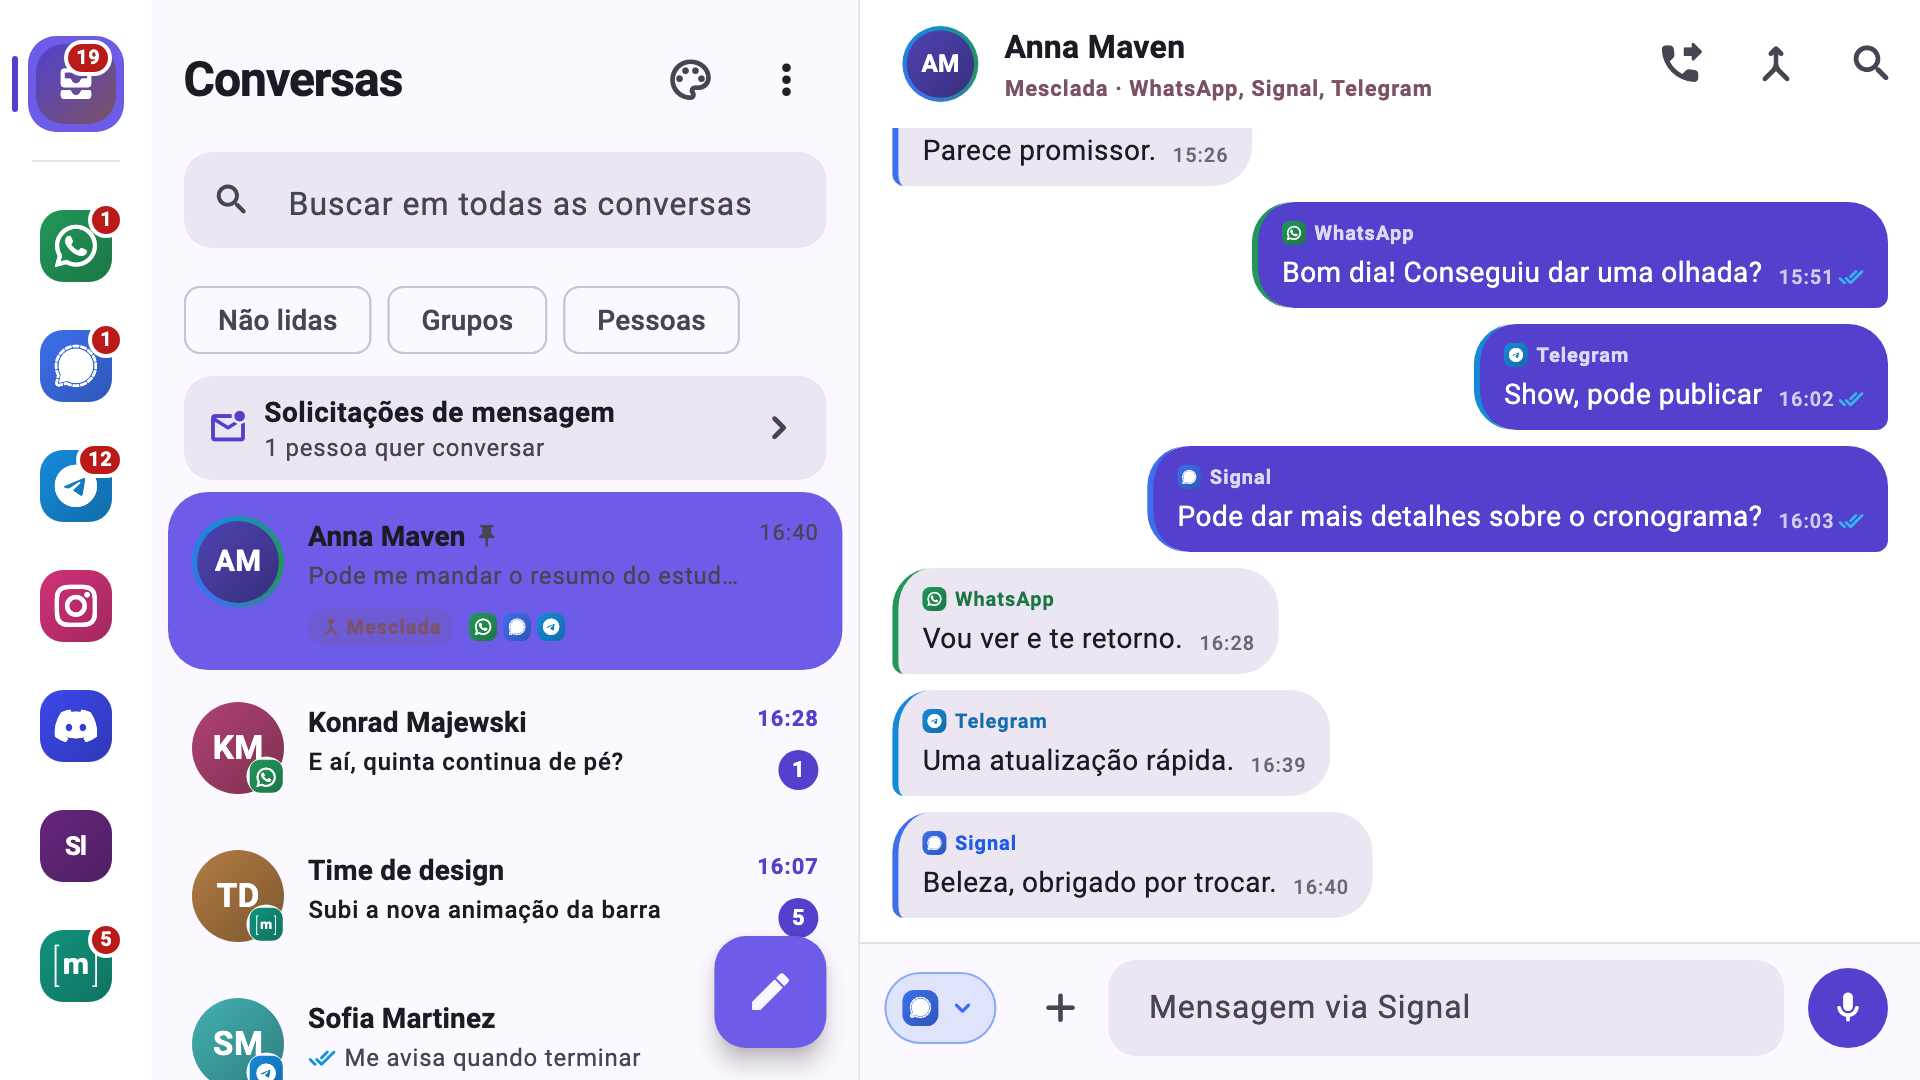 19
1
1
12
SI
[m]
5
Conversas
Buscar em todas as conversas
Não lidas
Grupos
Pessoas
Solicitações de mensagem
1 pessoa quer conversar
AM
Anna Maven
16:40
Pode me mandar o resumo do estud…
Mesclada
KM
Konrad Majewski
16:28
E aí, quinta continua de pé?
1
TD
[m]
Time de design
16:07
Subi a nova animação da barra
5
SM
Sofia Martinez
Me avisa quando terminar
AM
Anna Maven
Mesclada · WhatsApp, Signal, Telegram
Parece promissor. 15:26
WhatsApp
Bom dia! Conseguiu dar uma olhada? 15:51
Telegram
Show, pode publicar 16:02
Signal
Pode dar mais detalhes sobre o cronograma? 16:03
WhatsApp
Vou ver e te retorno. 16:28
Telegram
Uma atualização rápida. 16:39
Signal
Beleza, obrigado por trocar. 16:40
Mensagem via Signal